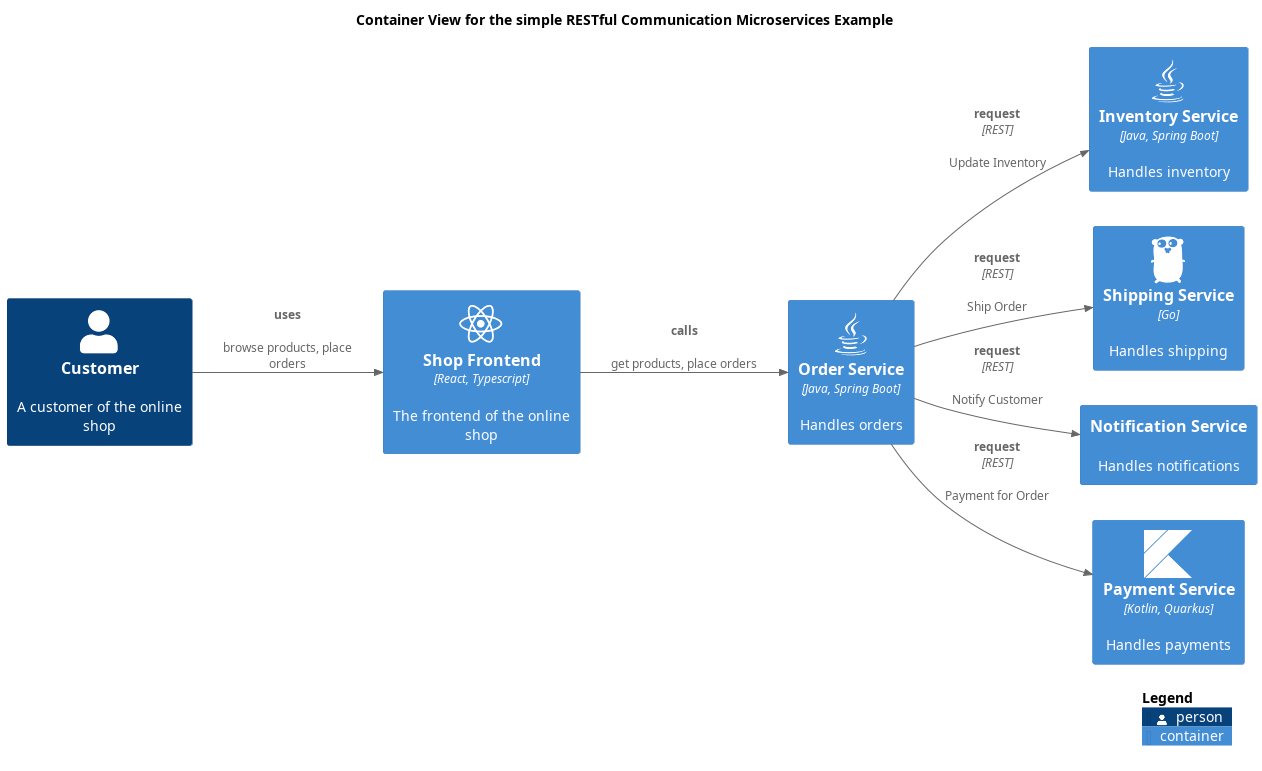 Container View for the simple RESTful Communication Microservices Example
Customer
A customer of the online
shop
uses
browse products, place
orders
Shop Frontend
[React, Typescript]
The frontend of the online
shop
calls
get products, place orders
Order Service
[Java, Spring Boot]
Handles orders
request
[REST]
Update Inventory
request
[REST]
Ship Order
request
[REST]
Notify Customer
request
[REST]
Payment for Order
Inventory Service
[Java, Spring Boot]
Handles inventory
Shipping Service
[Go]
Handles shipping
Notification Service
Handles notifications
Payment Service
[Kotlin, Quarkus]
Handles payments
Legend
person
container